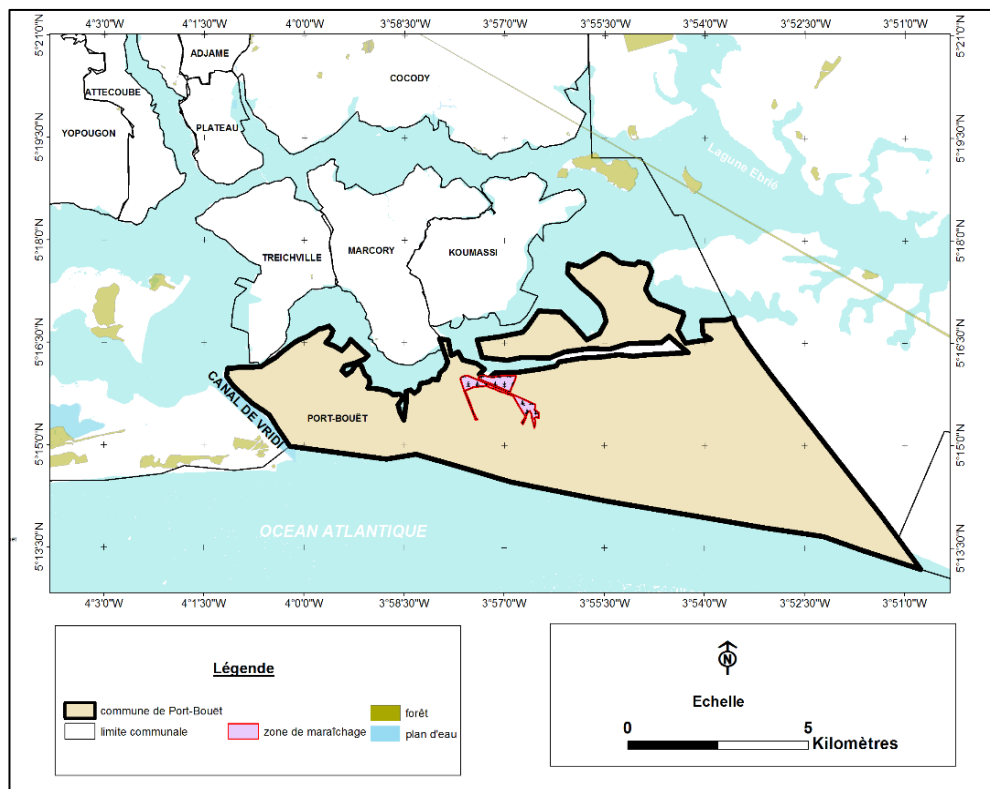 4°3'0"W 4°1'30"W 4°0'0"W 3°58'30"W 3°57'0"W 3°55'30"W 3°54'0"W 3°52'30"W 3°51'0"W
5°21'0"N 5°21'0"N
ADJAME
COCODY
ATTECOUBE
YOPOUGON
PLATEAU
5°19'30"N 5°19'30"N
Lagune Ebrié
5°18'0"N 5°18'0"N
TREICHVILLE
MARCORY
KOUMASSI
5°16'30"N 5°16'30"N
CANAL DE VRIDI
PORT-BOUËT
5°15'0"N 5°15'0"N
OCEAN ATLANTIQUE
5°13'30"N 5°13'30"N
4°3'0"W 4°1'30"W 4°0'0"W 3°58'30"W 3°57'0"W 3°55'30"W 3°54'0"W 3°52'30"W 3°51'0"W
Légende
commune de Port-Bouët
forêt
limite communale
zone de maraîchage
plan d'eau
N
Echelle
0 5
Kilomètres